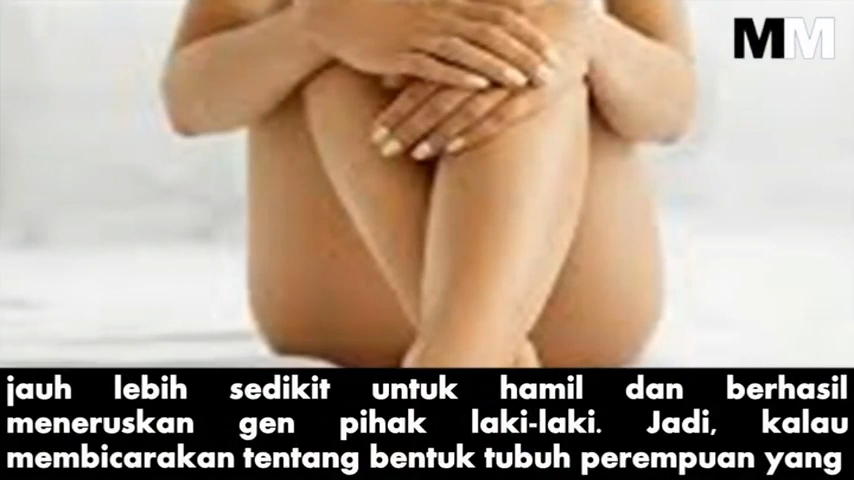 MM
jauh lebih sedikit untuk hamil dan berhasil
meneruskan gen pihak laki-laki. Jadi, kalau
membicarakan tentang bentuk tubuh perempuan yang